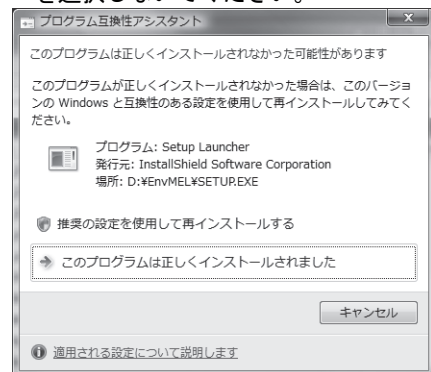 を選択しないでください。
プログラム互換性アシスタント
このプログラムは正しくインストールされなかった可能性があります
このプログラムが正しくインストールされなかった場合は、このバージョ
ンの Windows と互換性のある設定を使用して再インストールしてみてく
ださい。
プログラム: Setup Launcher
発行元: InstallShield Software Corporation
場所: D:¥EnvMEL¥SETUP.EXE
推奨の設定を使用して再インストールする
このプログラムは正しくインストールされました
キャンセル
適用される設定について説明します